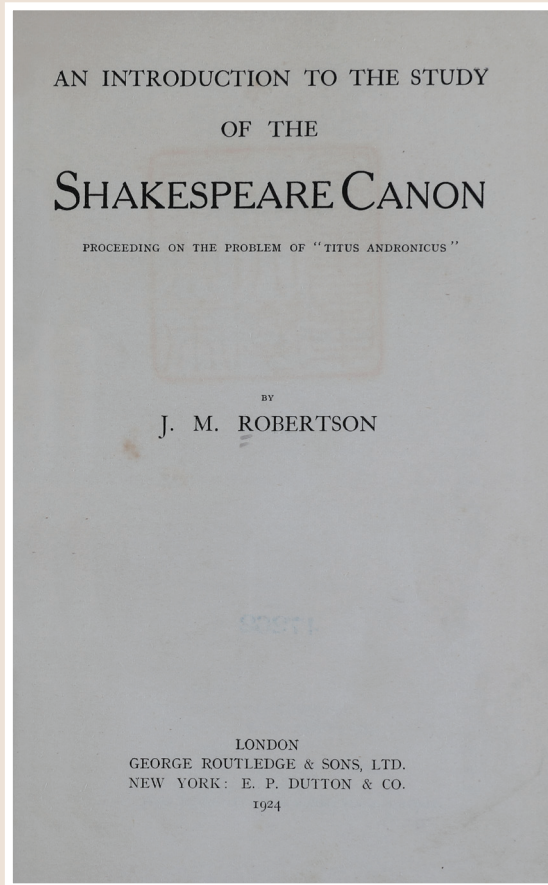 AN INTRODUCTION TO THE STUDY
OF THE
SHAKESPEARE CANON
PROCEEDING ON THE PROBLEM OF "TITUS ANDRONICUS"
BY
J. M. ROBERTSON
LONDON
GEORGE ROUTLEDGE & SONS, LTD.
NEW YORK: E. P. DUTTON & CO.
1924